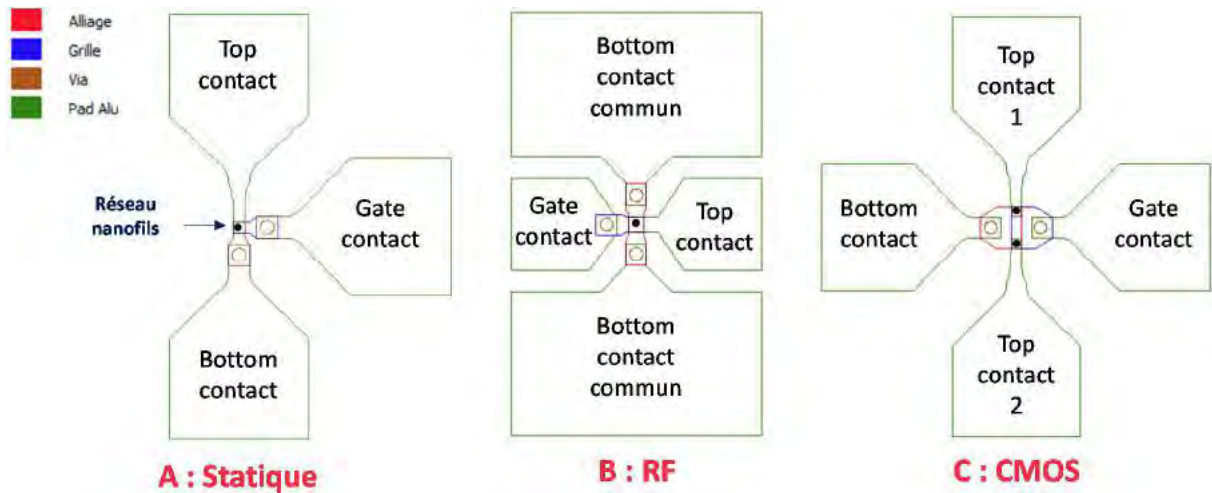 Alliage
Grille
Via
Pad Alu
Top
contact
Réseau
nanofils
Gate
contact
Bottom
contact
A : Statique
Bottom
contact
commun
Gate
contact
Top
contact
Bottom
contact
commun
B : RF
Top
contact
1
Bottom
contact
Gate
contact
Top
contact
2
C : CMOS